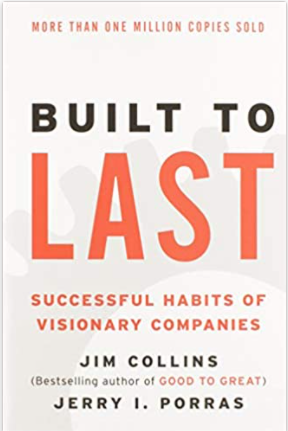 MORE THAN ONE MILLION COPIES SOLD
BUILT TO
LAST
SUCCESSFUL HABITS OF
VISIONARY COMPANIES
JIM COLLINS
(Bestselling author of GOOD TO GREAT)
JERRY I. PORRAS